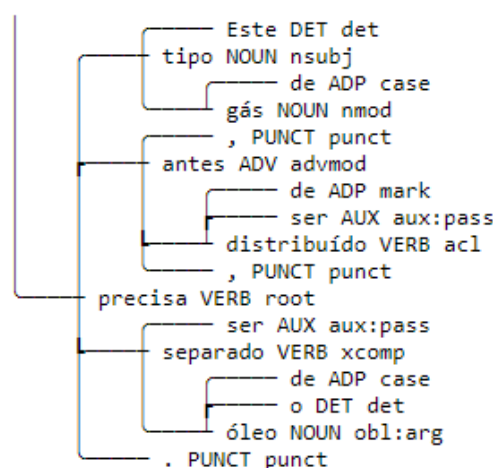 Este DET det
tipo NOUN nsubj
de ADP case
gás NOUN nmod
, PUNCT punct
antes ADV advmod
de ADP mark
ser AUX aux:pass
distribuído VERB acl
, PUNCT punct
precisa VERB root
ser AUX aux:pass
separado VERB xcomp
de ADP case
o DET det
óleo NOUN obl:arg
. PUNCT punct